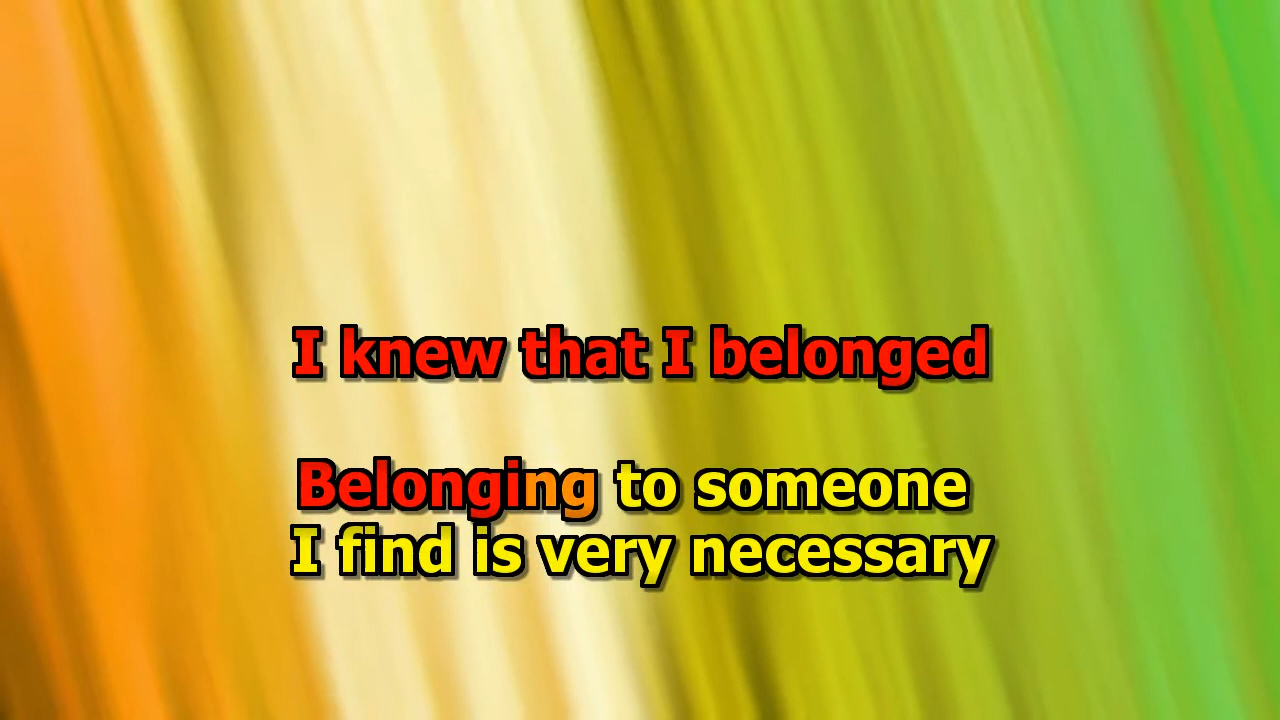 I knew that I belonged
Belonging to someone
I find is very necessary